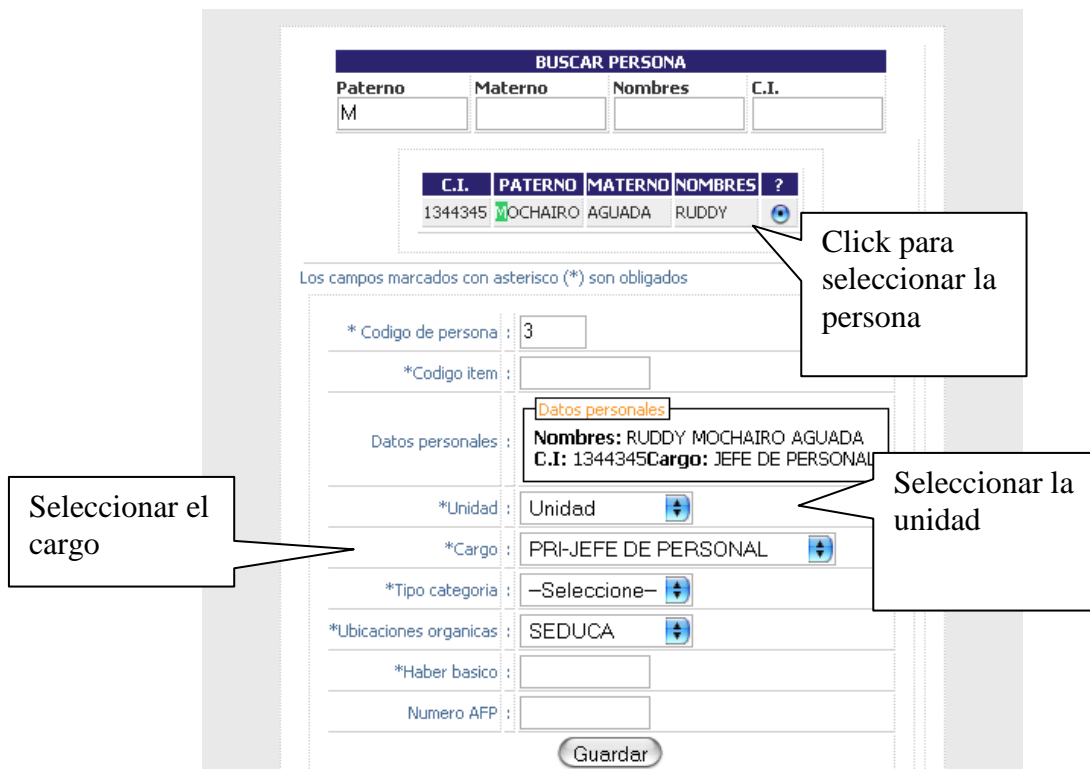 BUSCAR PERSONA
Paterno Materno Nombres C.I.
M
C.I. PATERNO MATERNO NOMBRES ?
1344345 MOCHAIRO AGUADA RUDDY
Click para
seleccionar la
persona
Los campos marcados con asterisco (*) son obligados
* Codigo de persona : 3
*Codigo item :
Datos personales
Datos personales :
Nombres: RUDDY MOCHAIRO AGUADA
C.I: 1344345Cargo: JEFE DE PERSONAL
Seleccionar la
unidad
Seleccionar el
cargo
*Unidad : Unidad
*Cargo : PRI-JEFE DE PERSONAL
*Tipo categoria : –Seleccione–
*Ubicaciones organicas : SEDUCA
*Haber basico :
Numero AFP :
Guardar